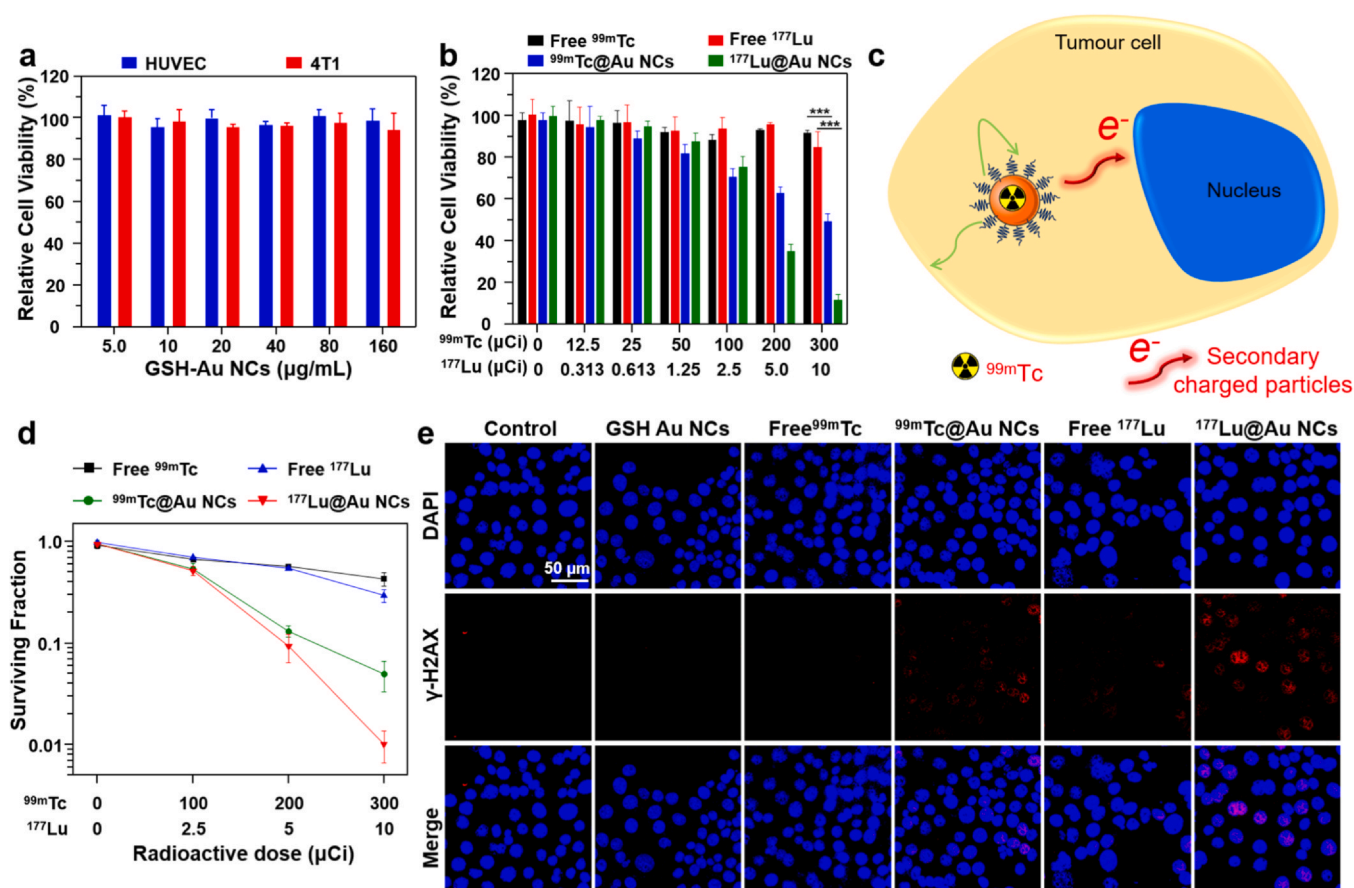 a
HUVEC 4T1
Relative Cell Viability (%)
120
100
80
60
40
20
0
5.0 10 20 40 80 160
GSH-Au NCs (µg/mL)
b
Free ⁹⁹ᵐTc Free ¹⁷⁷Lu
⁹⁹ᵐTc@Au NCs ¹⁷⁷Lu@Au NCs
Relative Cell Viability (%)
120
100
80
60
40
20
0
***
***
⁹⁹ᵐTc (µCi) 0 12.5 25 50 100 200 300
¹⁷⁷Lu (µCi) 0 0.313 0.613 1.25 2.5 5.0 10
c
Tumour cell
e⁻
Nucleus
⁹⁹ᵐTc
e⁻ Secondary
charged particles
d
Free ⁹⁹ᵐTc Free ¹⁷⁷Lu
⁹⁹ᵐTc@Au NCs ¹⁷⁷Lu@Au NCs
Surviving Fraction
1.0
0.1
0.01
⁹⁹ᵐTc 0 100 200 300
¹⁷⁷Lu 0 2.5 5 10
Radioactive dose (µCi)
e
Control GSH Au NCs Free⁹⁹ᵐTc ⁹⁹ᵐTc@Au NCs Free ¹⁷⁷Lu ¹⁷⁷Lu@Au NCs
DAPI
50 µm
γ-H2AX
Merge